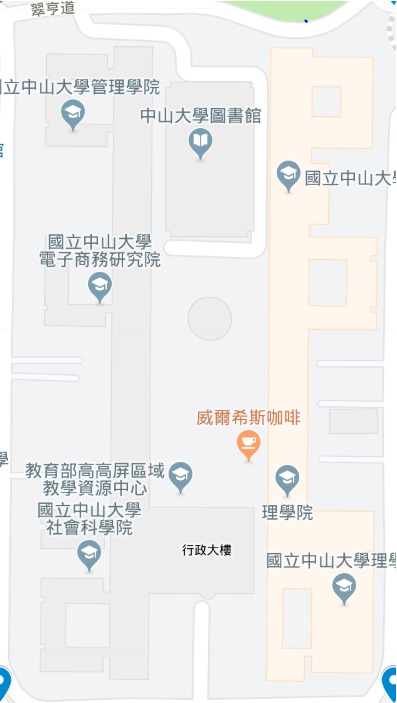 翠亨道
立中山大學管理學院
中山大學圖書館
館
國立中山大
國立中山大學
電子商務研究院
威爾希斯咖啡
學
教育部高高屏區域
教學資源中心
國立中山大學
社會科學院
理學院
行政大樓
國立中山大學理學